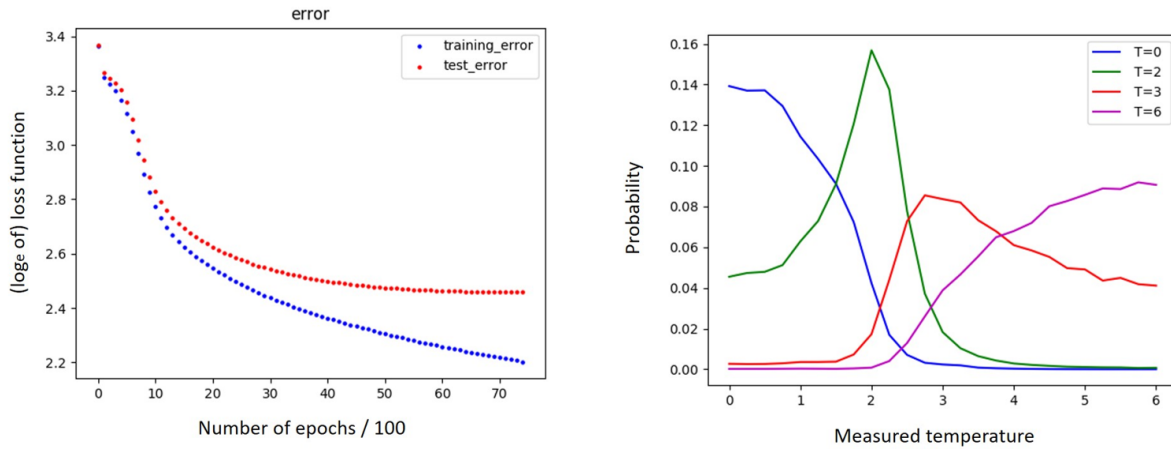 error
3.4
3.2
3.0
2.8
2.6
2.4
2.2
(logₑ of) loss function
training_error
test_error
0 10 20 30 40 50 60 70
Number of epochs / 100
0.16
0.14
0.12
0.10
0.08
0.06
0.04
0.02
0.00
Probability
T=0
T=2
T=3
T=6
0 1 2 3 4 5 6
Measured temperature